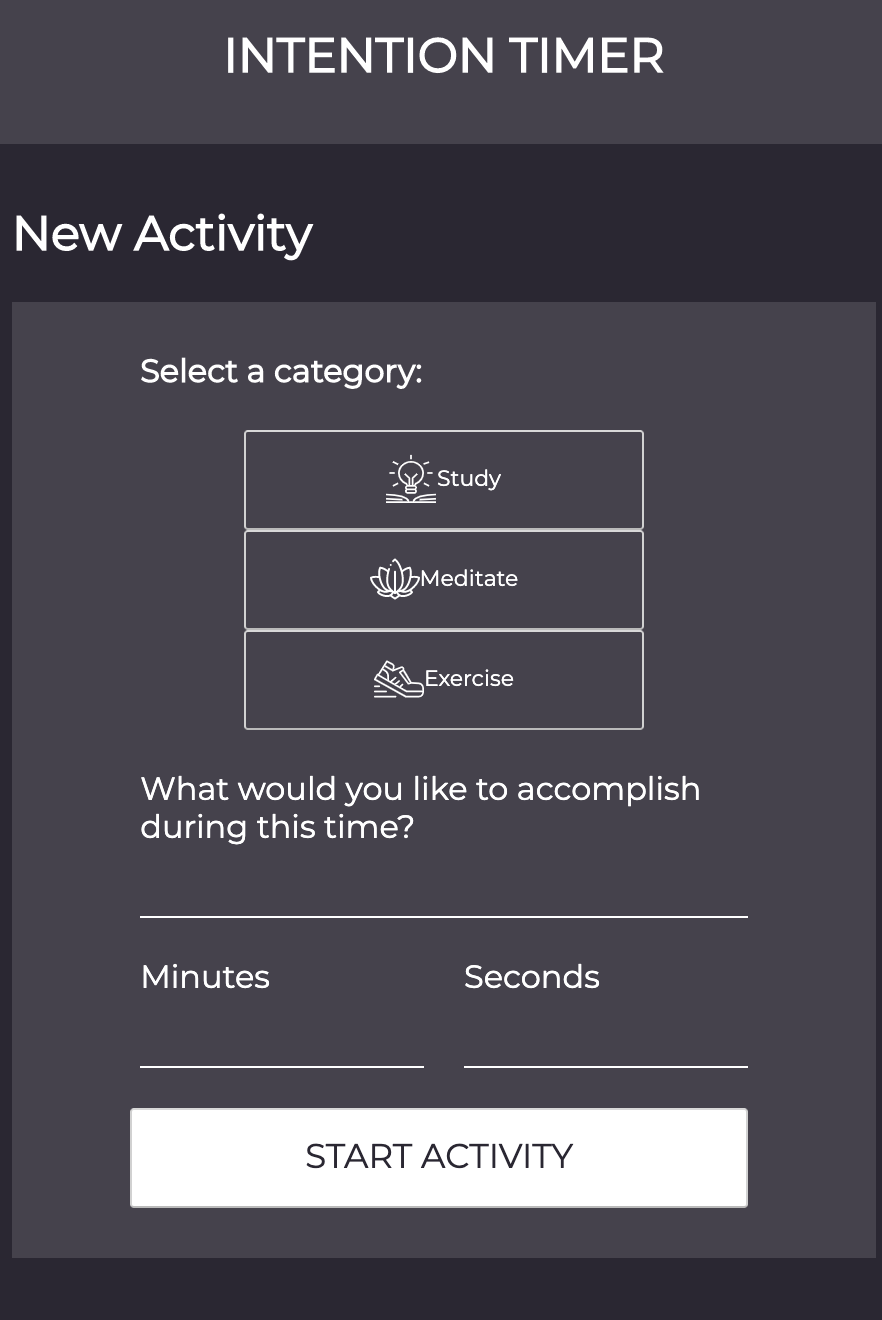 INTENTION TIMER
New Activity
Select a category:
Study
Meditate
Exercise
What would you like to accomplish
during this time?
Minutes Seconds
START ACTIVITY